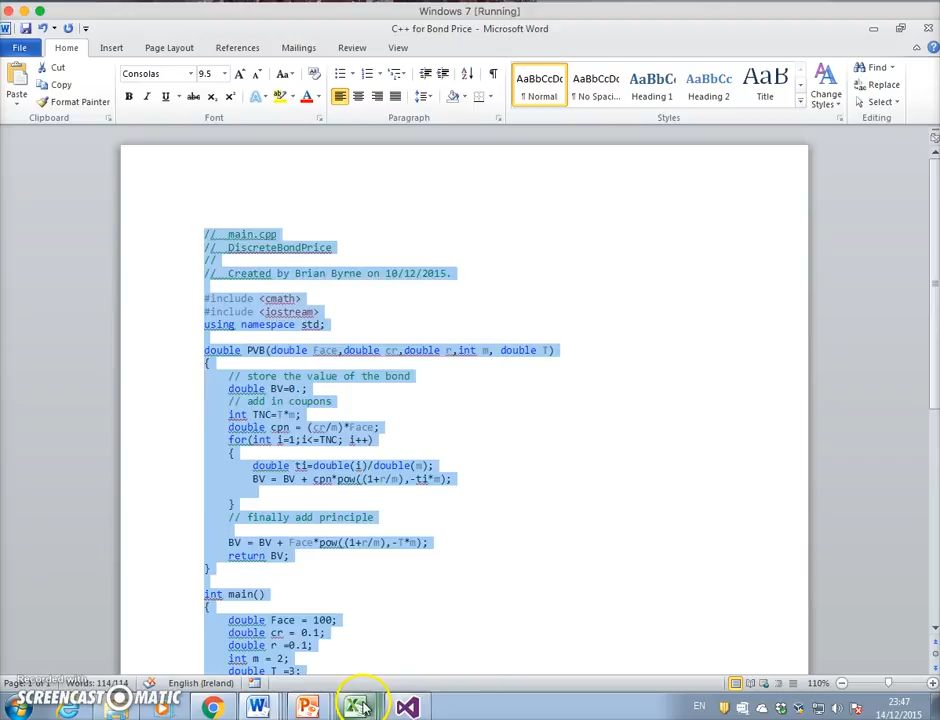 Windows 7 [Running]
C++ for Bond Price - Microsoft Word
File Home Insert Page Layout References Mailings Review View
Paste
Cut
Copy
Format Painter
Clipboard
Consolas 9.5
Font
Paragraph
AaBbCcDc AaBbCcDc AaBbC AaBbCc AaB
¶ Normal ¶ No Spaci... Heading 1 Heading 2 Title
Change Styles
Styles
Find
Replace
Select
Editing
// main.cpp
// DiscreteBondPrice
//
// Created by Brian Byrne on 10/12/2015.
#include <cmath>
#include <iostream>
using namespace std;
double PVB(double Face,double cr,double r,int m, double T)
{
// store the value of the bond
double BV=0.;
// add in coupons
int TNC=T*m;
double cpn = (cr/m)*Face;
for(int i=1;i<=TNC; i++)
{
double ti=double(i)/double(m);
BV = BV + cpn*pow((1+r/m),-ti*m);
}
// finally add principle
BV = BV + Face*pow((1+r/m),-T*m);
return BV;
}
int main()
{
double Face = 100;
double cr = 0.1;
double r =0.1;
int m = 2;
double T =3;
Page: 1 of 1 Words: 114/114 English (Ireland) 110%
Recorded with
SCREENCAST-O-MATIC
EN 23:47
14/12/2015